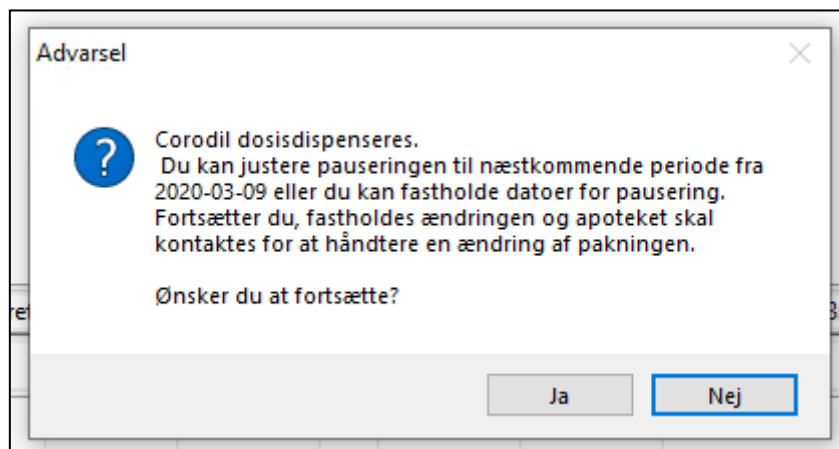 Advarsel
Corodil dosisdispenseres.
Du kan justere pauseringen til næstkommende periode fra
2020-03-09 eller du kan fastholde datoer for pausering.
Fortsætter du, fastholdes ændringen og apoteket skal
kontaktes for at håndtere en ændring af pakningen.
Ønsker du at fortsætte?
Ja
Nej